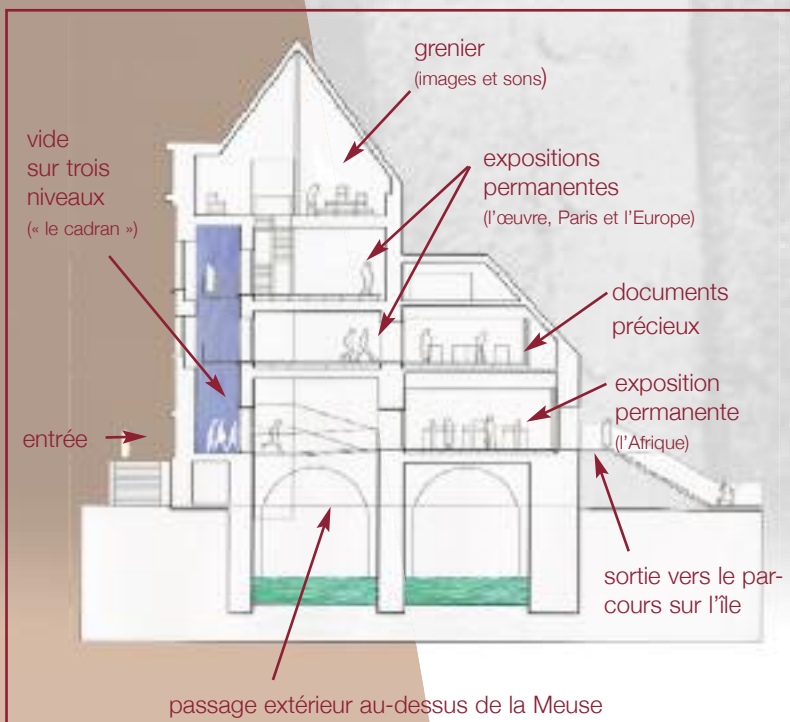 grenier
(images et sons)
vide
sur trois
niveaux
(« le cadran »)
expositions
permanentes
(l’œuvre, Paris et l’Europe)
documents
précieux
exposition
permanente
(l’Afrique)
entrée
sortie vers le par-
cours sur l’île
passage extérieur au-dessus de la Meuse